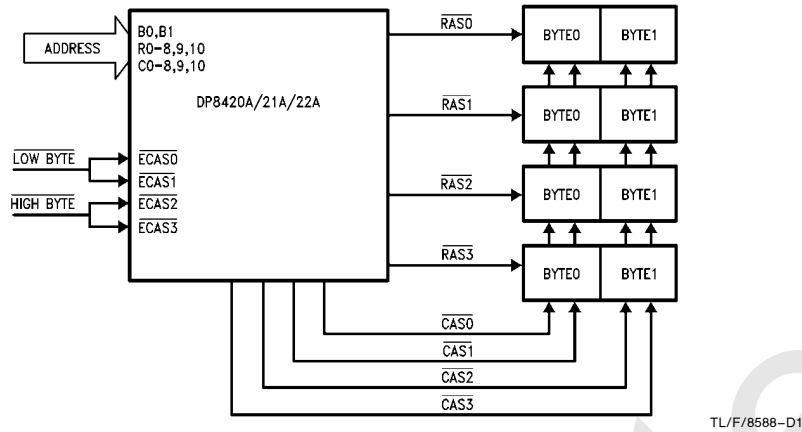 ADDRESS
B0,B1
R0-8,9,10
C0-8,9,10
DP8420A/21A/22A
LOW BYTE
HIGH BYTE
ECAS0
ECAS1
ECAS2
ECAS3
RAS0
BYTE0 BYTE1
RAS1
BYTE0 BYTE1
RAS2
BYTE0 BYTE1
RAS3
BYTE0 BYTE1
CAS0
CAS1
CAS2
CAS3
TL/F/8588-D1